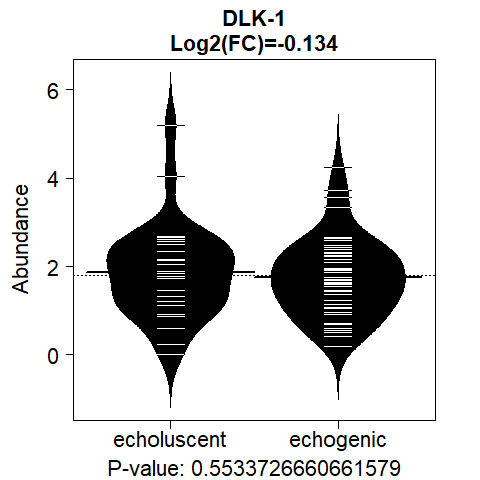 DLK-1
Log2(FC)=-0.134
Abundance
6
4
2
0
echoluscent echogenic
P-value: 0.5533726660661579